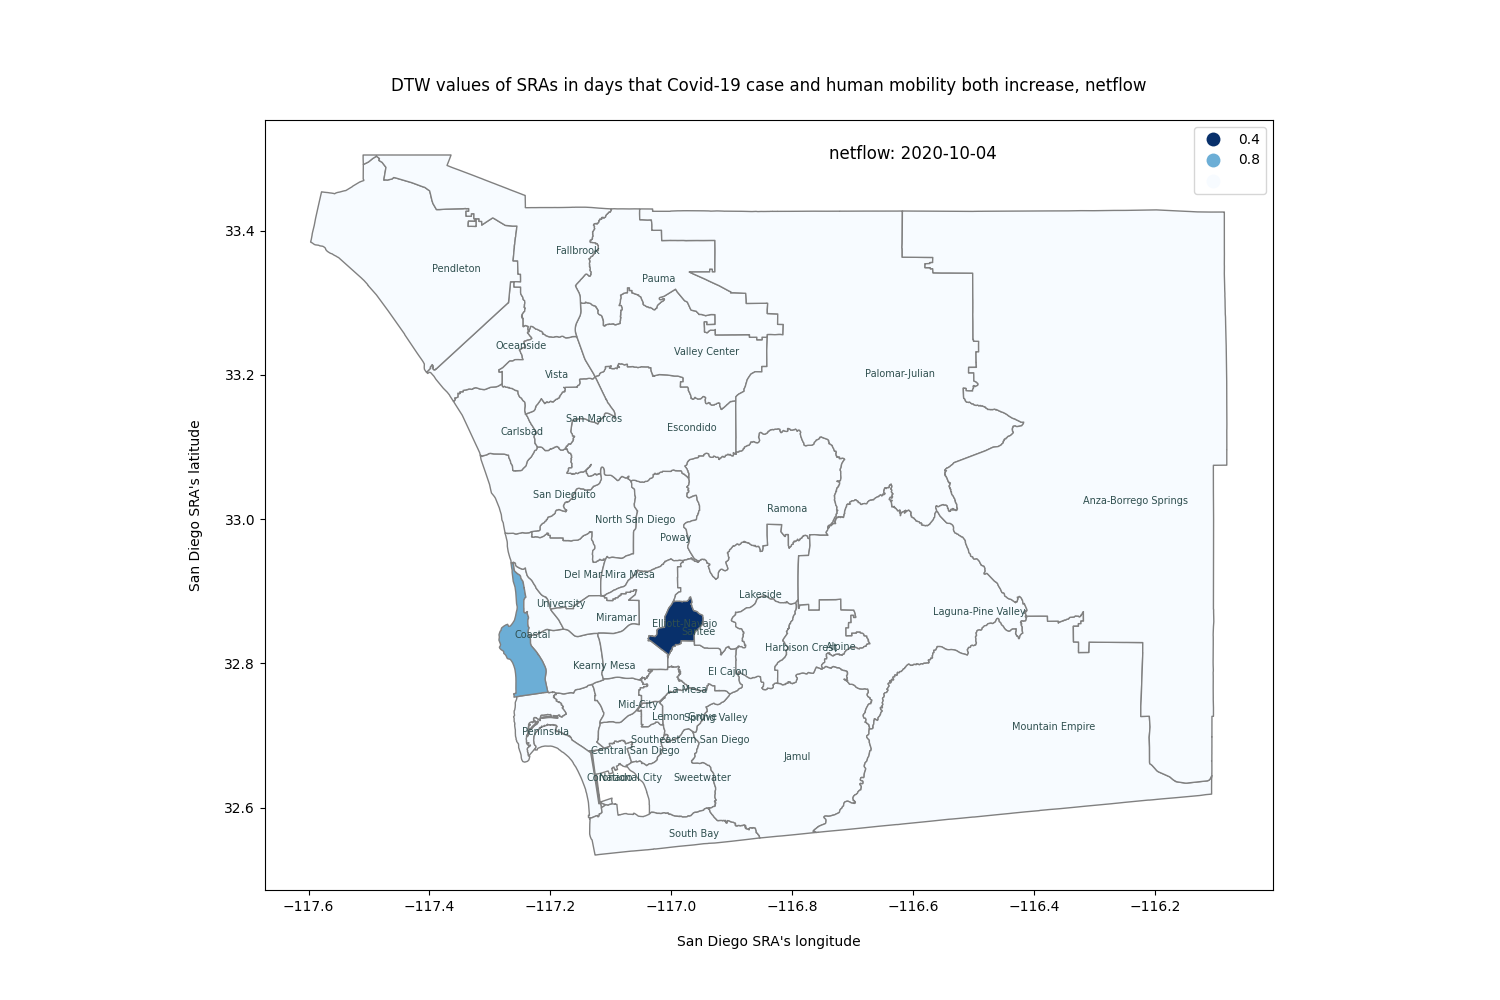 DTW values of SRAs in days that Covid-19 case and human mobility both increase, netflow
netflow: 2020-10-04
0.4
0.8
33.4
33.2
33.0
32.8
32.6
San Diego SRA's latitude
Fallbrook
Pendleton
Pauma
Oceanside
Valley Center
Vista
Palomar-Julian
San Marcos
Carlsbad
Escondido
San Dieguito
Anza-Borrego Springs
Ramona
North San Diego
Poway
Del Mar-Mira Mesa
Lakeside
University
Miramar
Laguna-Pine Valley
Elliott-Navajo
Santee
Coastal
Harbison Crest
Alpine
Kearny Mesa
El Cajon
La Mesa
Mid-City
Lemon Grove
Spring Valley
Mountain Empire
Peninsula
Southeastern San Diego
Central San Diego
Jamul
Coronado
National City
Sweetwater
South Bay
−117.6
−117.4
−117.2
−117.0
−116.8
−116.6
−116.4
−116.2
San Diego SRA's longitude